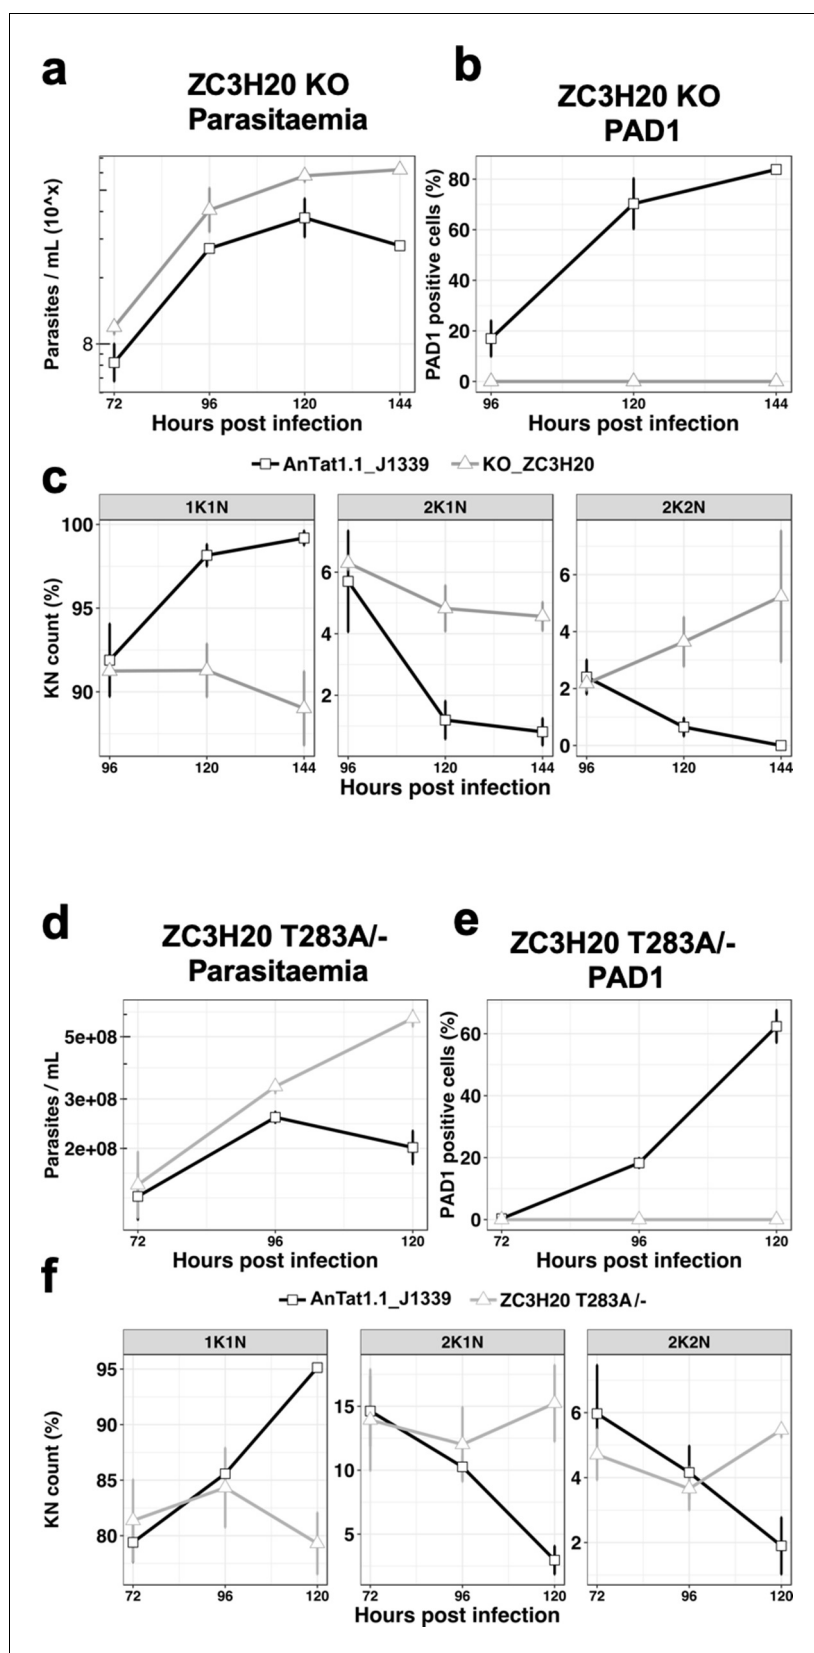 a
ZC3H20 KO
Parasitaemia
Parasites / mL (10^x)
8
72 96 120 144
Hours post infection
b
ZC3H20 KO
PAD1
PAD1 positive cells (%)
80
60
40
20
0
96 120 144
Hours post infection
AnTat1.1_J1339 KO_ZC3H20
c
1K1N 2K1N 2K2N
KN count (%)
100
95
90
96 120 144
6
4
2
96 120 144
6
4
2
0
96 120 144
Hours post infection
d
ZC3H20 T283A/-
Parasitaemia
Parasites / mL
5e+08
3e+08
2e+08
72 96 120
Hours post infection
e
ZC3H20 T283A/-
PAD1
PAD1 positive cells (%)
60
40
20
0
72 96 120
Hours post infection
f
AnTat1.1_J1339 ZC3H20 T283A/-
1K1N 2K1N 2K2N
KN count (%)
95
90
85
80
72 96 120
15
10
5
72 96 120
6
4
2
72 96 120
Hours post infection